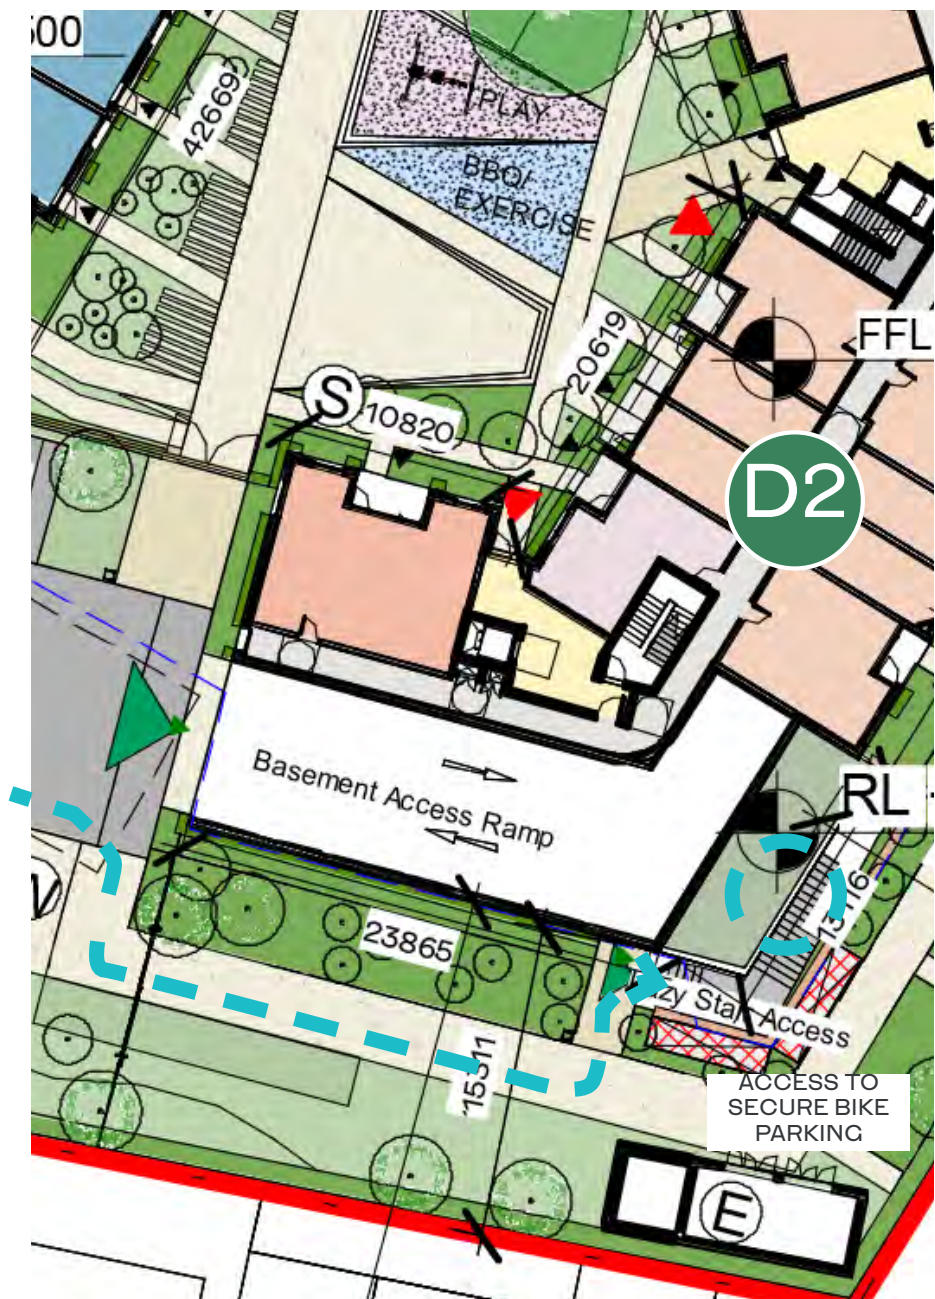 500
42669
PLAY
BBQ/
EXERCISE
20619
FFL
S
10820
D2
Basement Access Ramp
RL
23865
Access
15311
ACCESS TO
SECURE BIKE
PARKING
E